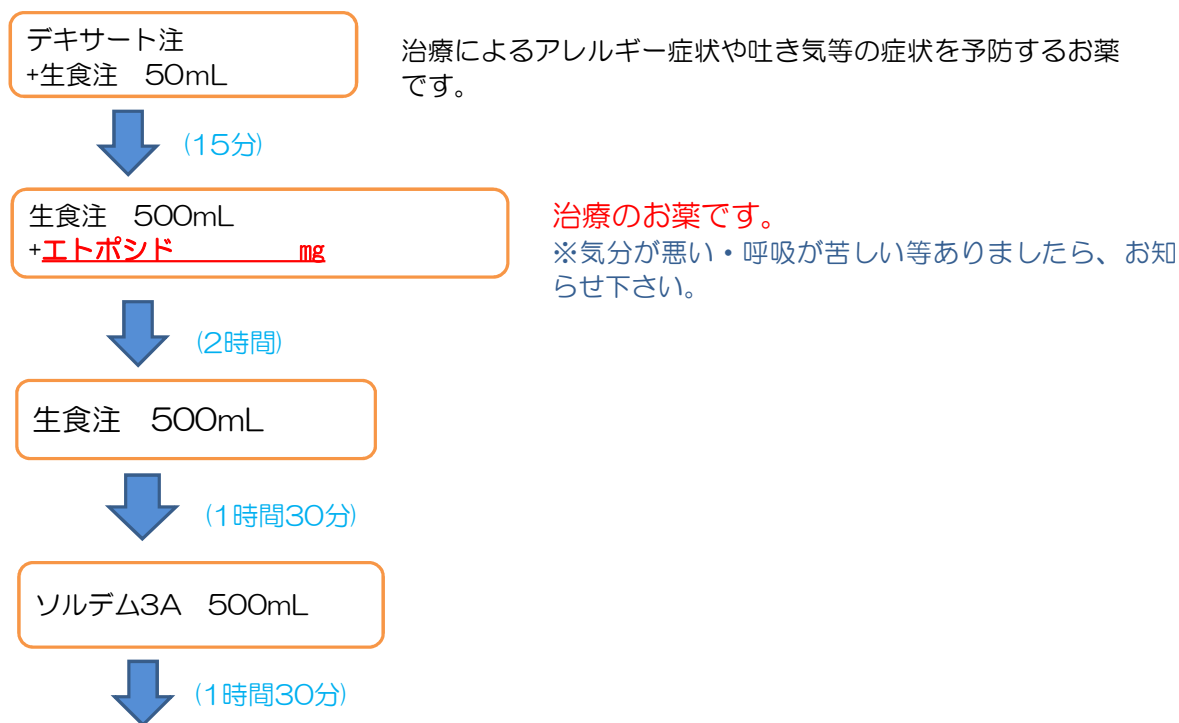 デキサート注
+生食注　50mL
治療によるアレルギー症状や吐き気等の症状を予防するお薬
です。
(15分)
生食注　500mL
+エトポシド　　　　　mg
治療のお薬です。
※気分が悪い・呼吸が苦しい等ありましたら、お知
らせ下さい。
(2時間)
生食注　500mL
(1時間30分)
ソルデム3A　500mL
(1時間30分)